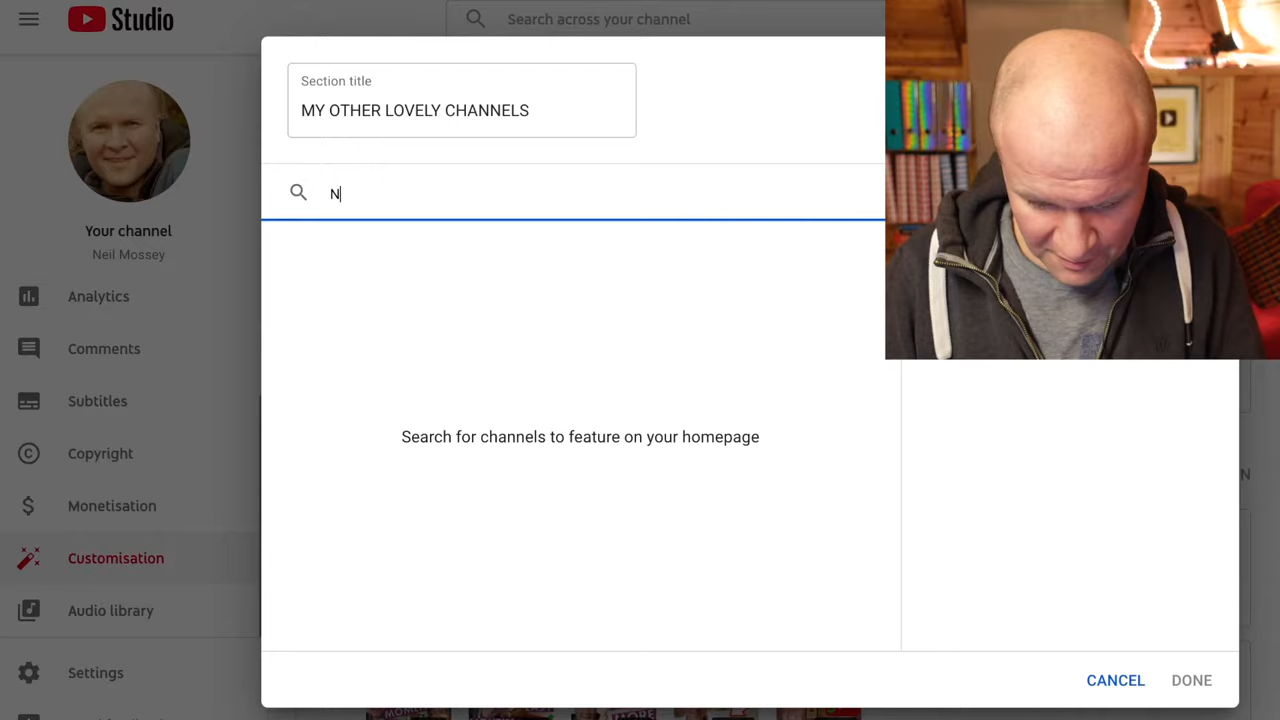 Studio
Search across your channel
Section title
MY OTHER LOVELY CHANNELS
N
Your channel
Neil Mossey
Analytics
Comments
Subtitles
Copyright
Monetisation
Customisation
Audio library
Settings
Search for channels to feature on your homepage
CANCEL
DONE